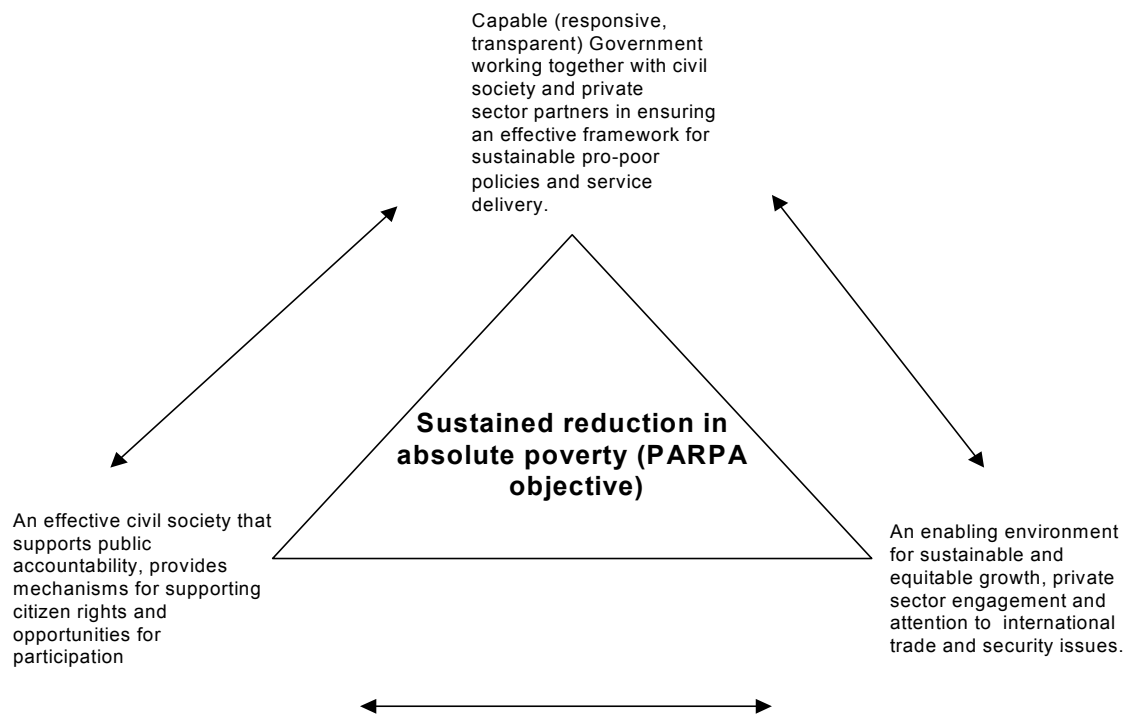 Capable (responsive,
transparent) Government
working together with civil
society and private
sector partners in ensuring
an effective framework for
sustainable pro-poor
policies and service
delivery.
Sustained reduction in
absolute poverty (PARPA
objective)
An effective civil society that
supports public
accountability, provides
mechanisms for supporting
citizen rights and
opportunities for
participation
An enabling environment
for sustainable and
equitable growth, private
sector engagement and
attention to international
trade and security issues.